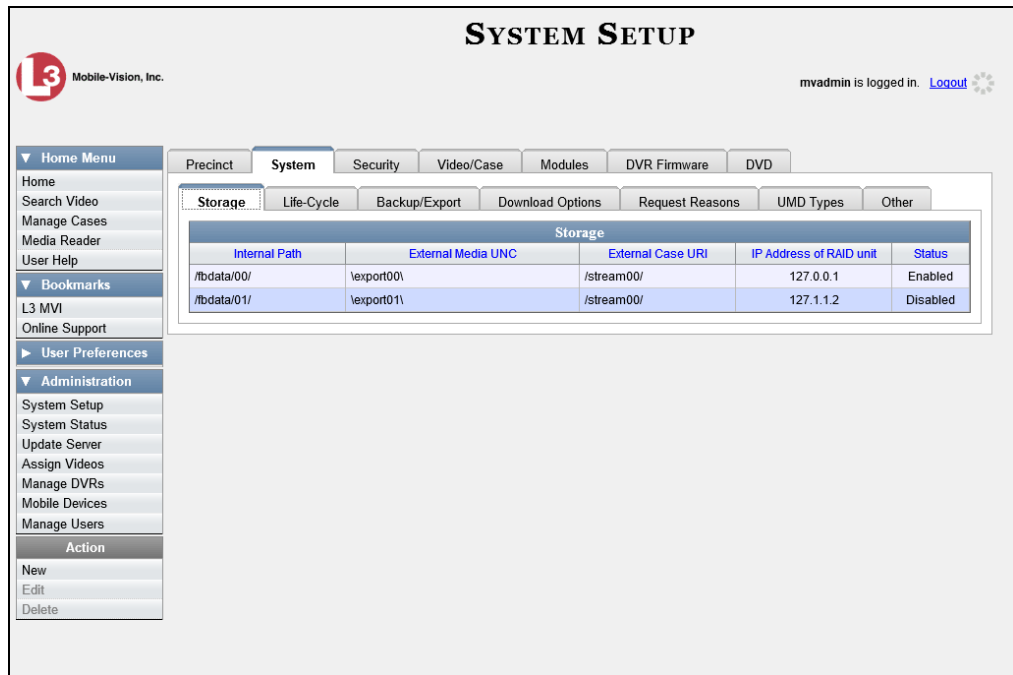 SYSTEM SETUP
L3 Mobile-Vision, Inc.
mvadmin is logged in. Logout
▼ Home Menu
Home
Search Video
Manage Cases
Media Reader
User Help
▼ Bookmarks
L3 MVI
Online Support
► User Preferences
▼ Administration
System Setup
System Status
Update Server
Assign Videos
Manage DVRs
Mobile Devices
Manage Users
Action
New
Edit
Delete
Precinct System Security Video/Case Modules DVR Firmware DVD
Storage Life-Cycle Backup/Export Download Options Request Reasons UMD Types Other
Storage
Internal Path External Media UNC External Case URI IP Address of RAID unit Status
/fbdata/00/ \export00\ /stream00/ 127.0.0.1 Enabled
/fbdata/01/ \export01\ /stream00/ 127.1.1.2 Disabled